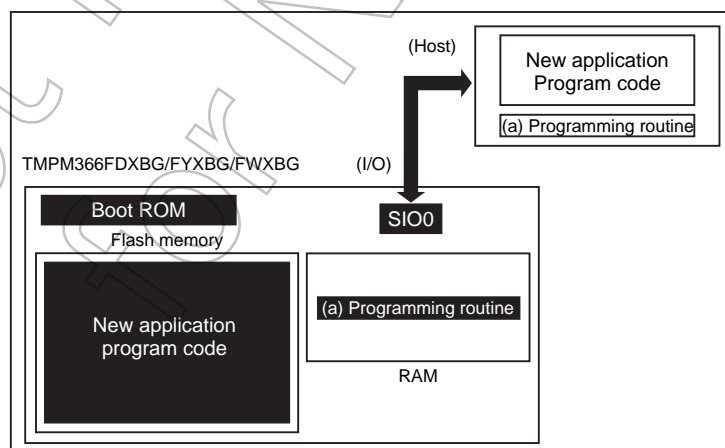 (Host)
New application
Program code
(a) Programming routine
TMPM366FDXBG/FYXBG/FWXBG
(I/O)
Boot ROM
SIO0
Flash memory
New application
program code
(a) Programming routine
RAM